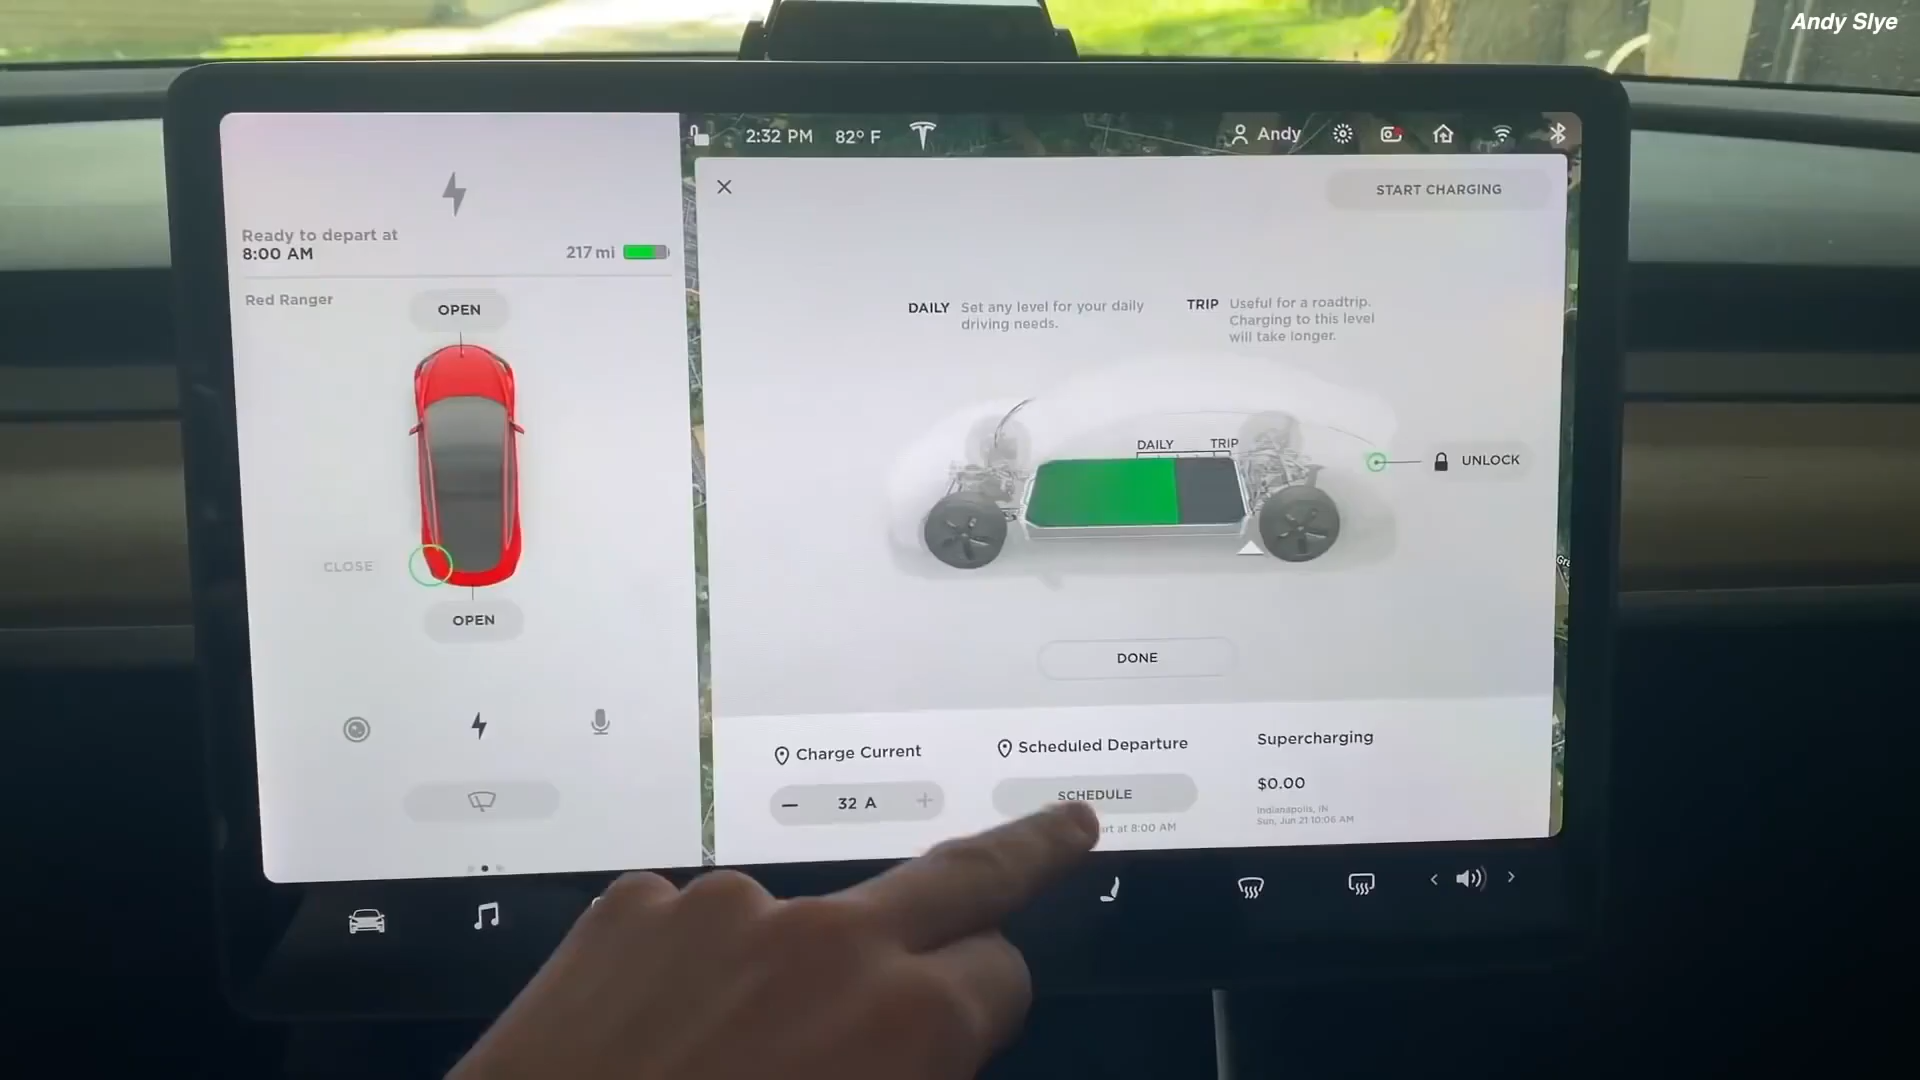 Andy Slye
2:32 PM 82° F
Andy
START CHARGING
Ready to depart at
8:00 AM
217 mi
Red Ranger
OPEN
CLOSE
OPEN
DAILY Set any level for your daily
driving needs.
TRIP Useful for a roadtrip.
Charging to this level
will take longer.
DAILY TRIP
UNLOCK
DONE
Charge Current
32 A
Scheduled Departure
SCHEDULE
at 8:00 AM
Supercharging
$0.00
Indianapolis, IN
Sun, Jun 21 10:06 AM